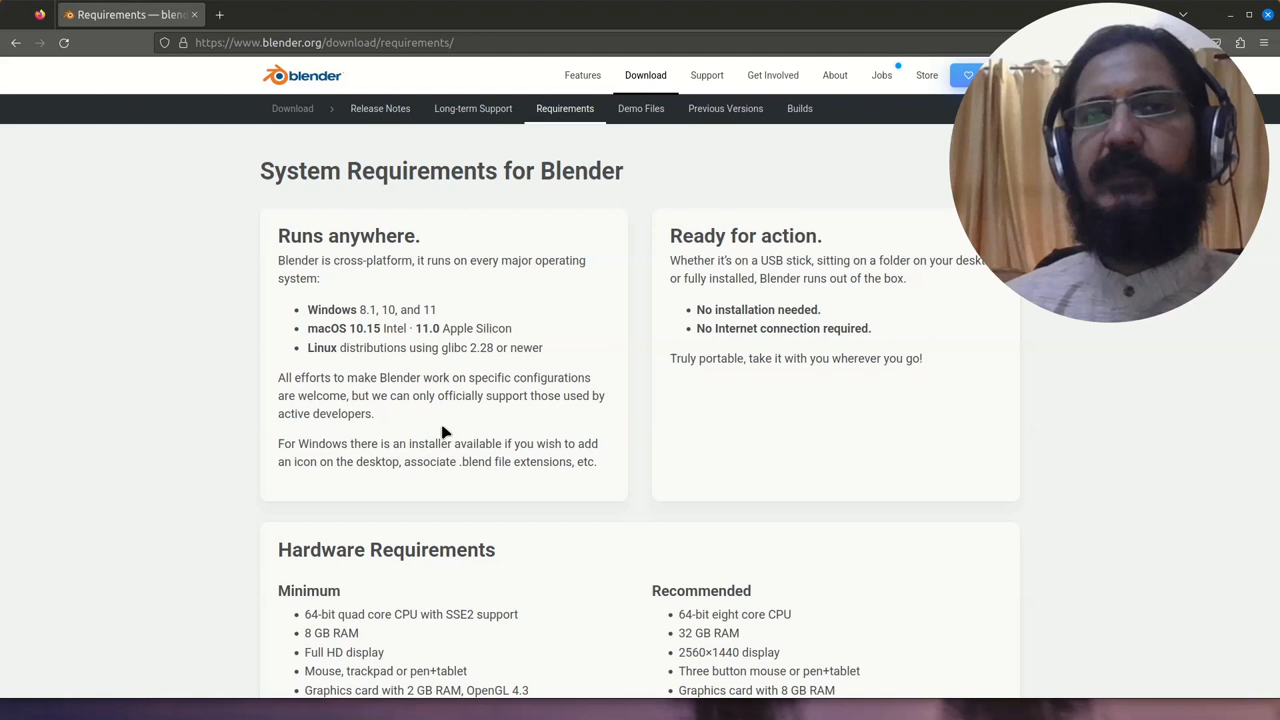 Requirements — blen
https://www.blender.org/download/requirements/
blender
Features
Download
Support
Get Involved
About
Jobs
Store
Download
Release Notes
Long-term Support
Requirements
Demo Files
Previous Versions
Builds
System Requirements for Blender
Runs anywhere.
Blender is cross-platform, it runs on every major operating
system:
• Windows 8.1, 10, and 11
• macOS 10.15 Intel · 11.0 Apple Silicon
• Linux distributions using glibc 2.28 or newer
All efforts to make Blender work on specific configurations
are welcome, but we can only officially support those used by
active developers.
For Windows there is an installer available if you wish to add
an icon on the desktop, associate .blend file extensions, etc.
Ready for action.
Whether it's on a USB stick, sitting on a folder on your
or fully installed, Blender runs out of the box.
• No installation needed.
• No Internet connection required.
Truly portable, take it with you wherever you go!
Hardware Requirements
Minimum
• 64-bit quad core CPU with SSE2 support
• 8 GB RAM
• Full HD display
• Mouse, trackpad or pen+tablet
• Graphics card with 2 GB RAM, OpenGL 4.3
Recommended
• 64-bit eight core CPU
• 32 GB RAM
• 2560×1440 display
• Three button mouse or pen+tablet
• Graphics card with 8 GB RAM